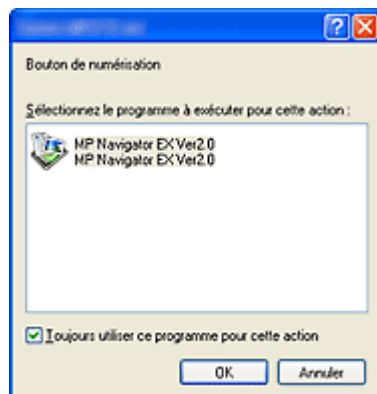 Bouton de numérisation
Sélectionnez le programme à exécuter pour cette action :
MP Navigator EX Ver2.0
MP Navigator EX Ver2.0
Toujours utiliser ce programme pour cette action
OK Annuler